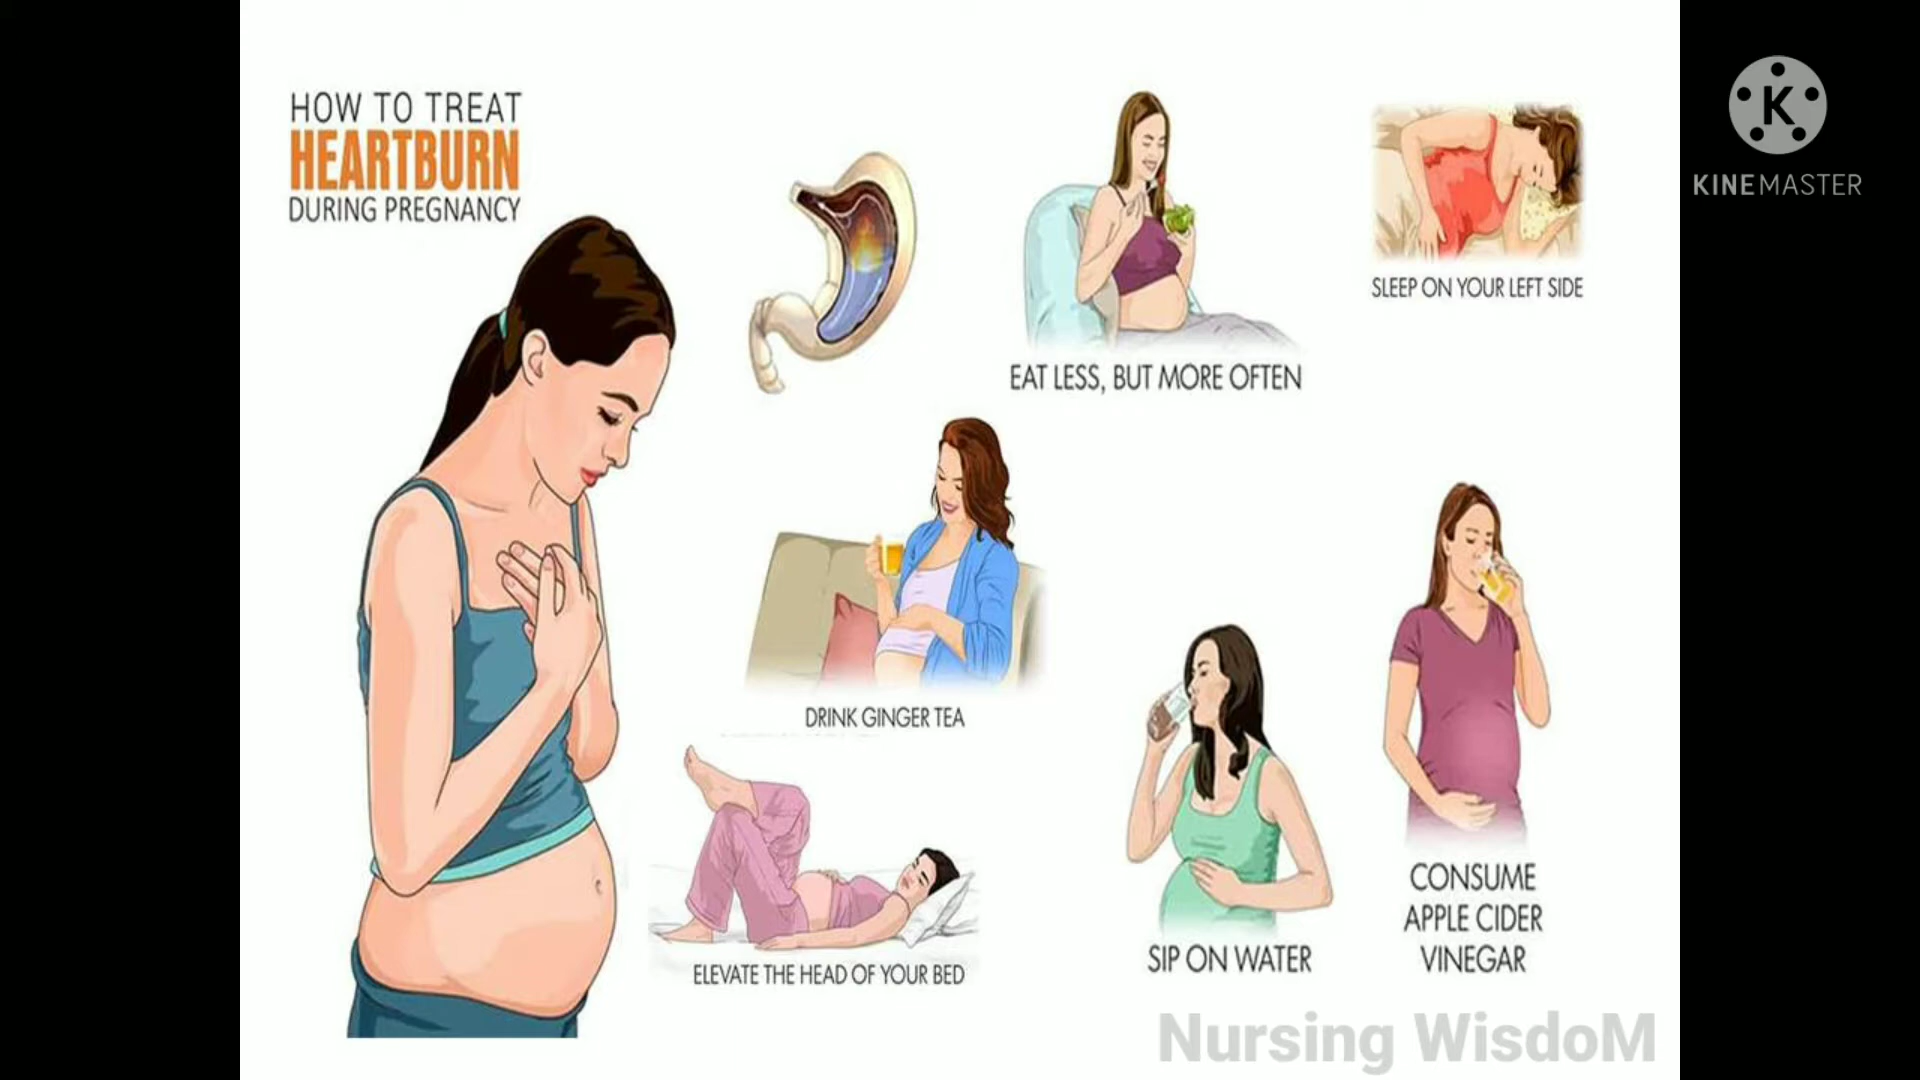 HOW TO TREAT
HEARTBURN
DURING PREGNANCY
K
KINEMASTER
SLEEP ON YOUR LEFT SIDE
EAT LESS, BUT MORE OFTEN
DRINK GINGER TEA
ELEVATE THE HEAD OF YOUR BED
SIP ON WATER
CONSUME
APPLE CIDER
VINEGAR
Nursing WisdoM